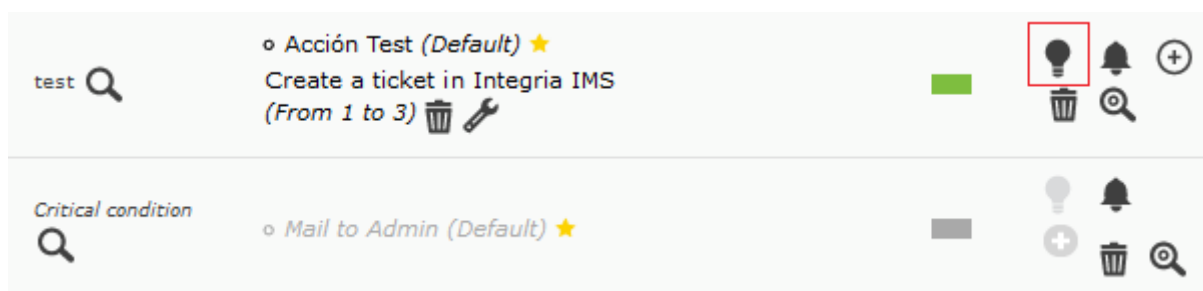 test
Acción Test (Default)
Create a ticket in Integria IMS
(From 1 to 3)
Critical condition
Mail to Admin (Default)